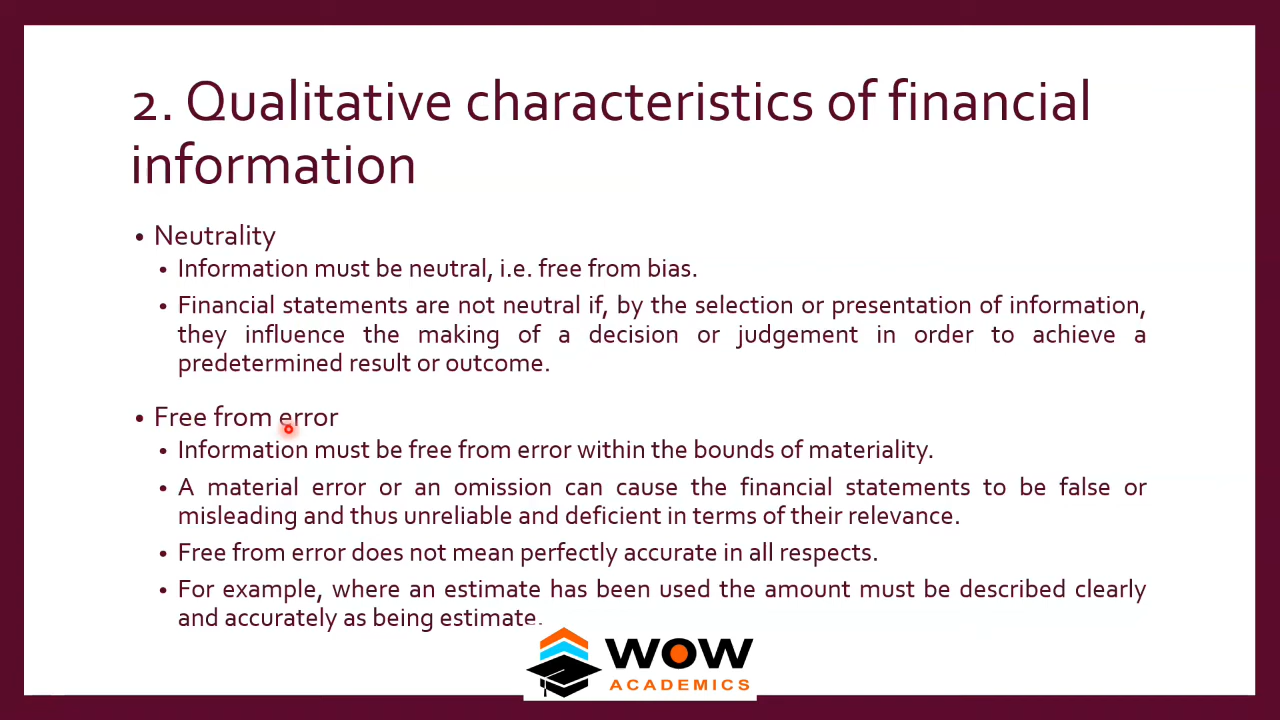 2. Qualitative characteristics of financial
information
• Neutrality
• Information must be neutral, i.e. free from bias.
• Financial statements are not neutral if, by the selection or presentation of information,
they influence the making of a decision or judgement in order to achieve a
predetermined result or outcome.
• Free from error
• Information must be free from error within the bounds of materiality.
• A material error or an omission can cause the financial statements to be false or
misleading and thus unreliable and deficient in terms of their relevance.
• Free from error does not mean perfectly accurate in all respects.
• For example, where an estimate has been used the amount must be described clearly
and accurately as being estimate.
WOW
ACADEMICS